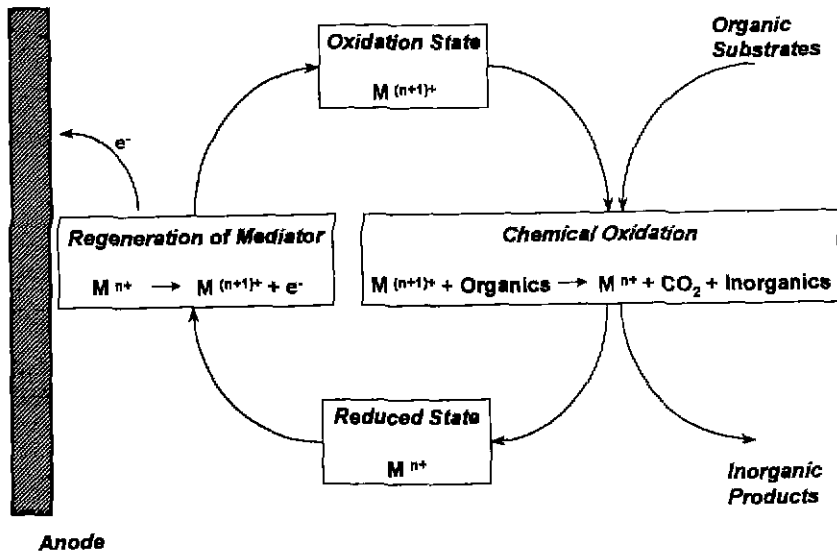 Oxidation State
M (n+1)+
Organic
Substrates
e-
Regeneration of Mediator
M n+ → M (n+1)+ + e-
Chemical Oxidation
M (n+1)+ + Organics → M n+ + CO2 + Inorganics
Reduced State
M n+
Inorganic
Products
Anode